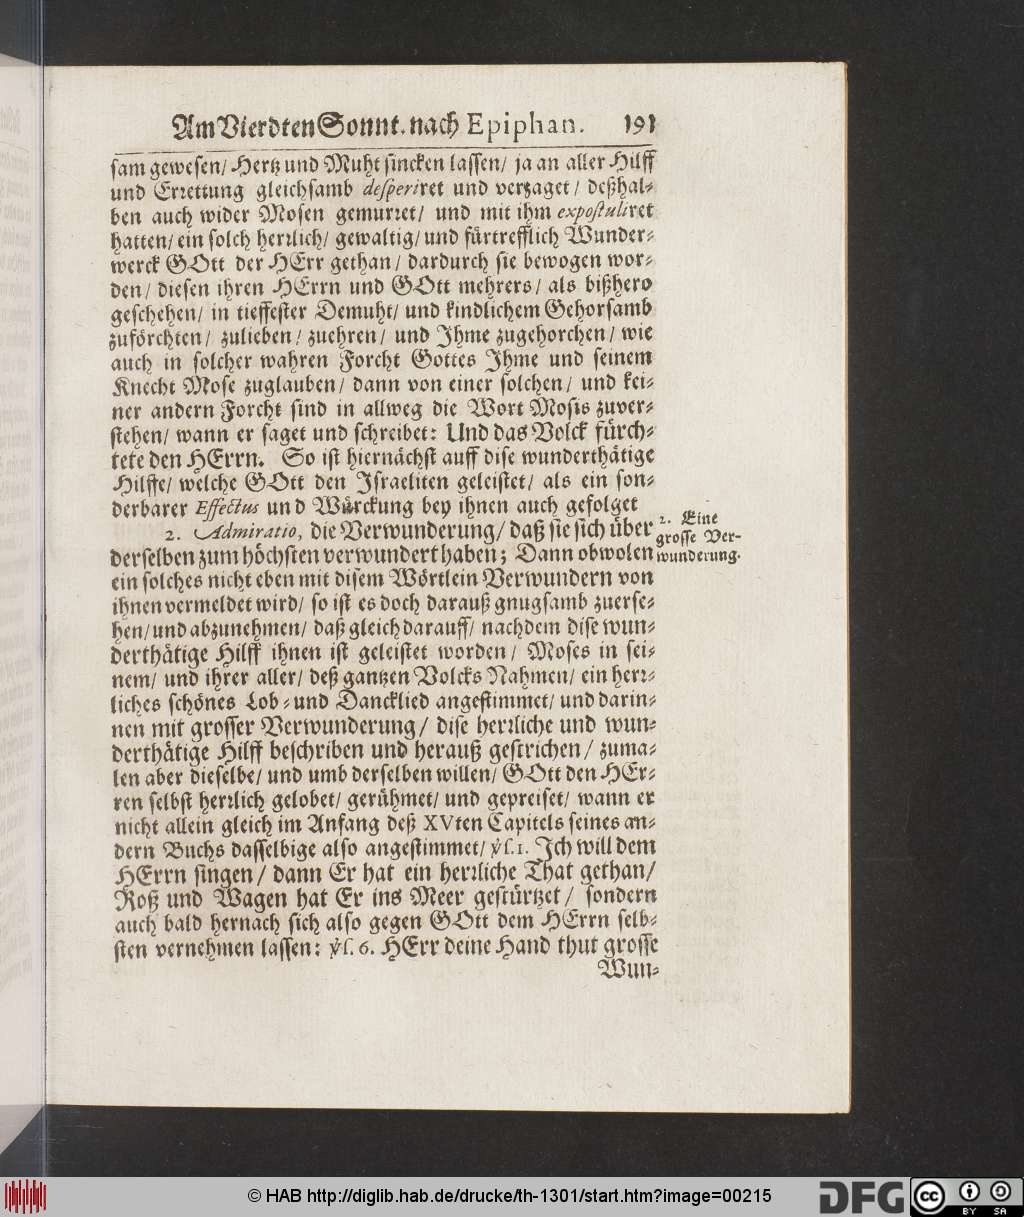 Am Vierdten Sonnt. nach Epiphan. 191
sam gewesen/ Hertz und Muht sincken lassen/ ja an aller Hilff
und Errettung gleichsamb desperiret und verzaget/ deßhal-
ben auch wider Mosen gemurret/ und mit ihm expostuliret
hatten/ ein solch herrlich/ gewaltig/ und fürtrefflich Wunder-
werck GOtt der HErr gethan/ dardurch sie bewogen wor-
den/ diesen ihren HErrn und GOtt mehrers/ als bißhero
geschehen/ in tieffester Demuht/ und kindlichem Gehorsamb
zuförchten/ zulieben/ zuehren/ und Ihme zugehorchen/ wie
auch in solcher wahren Forcht Gottes Ihme und seinem
Knecht Mose zuglauben/ dann von einer solchen/ und kei-
ner andern Forcht sind in allweg die Wort Mosis zuver-
stehen/ wann er saget und schreibet: Und das Volck fürch-
tete den HErrn. So ist hiernächst auff dise wunderthätige
Hilffe/ welche GOtt den Israeliten geleistet/ als ein son-
derbarer Effectus und Würckung bey ihnen auch gefolget
2. Admiratio, die Verwunderung/ daß sie sich über
derselben zum höchsten verwundert haben; Dann obwolen
ein solches nicht eben mit disem Wörtlein Verwundern von
ihnen vermeldet wird/ so ist es doch darauß gnugsamb zuerse-
hen/ und abzunehmen/ daß gleich darauff/ nachdem dise wun-
derthätige Hilff ihnen ist geleistet worden/ Moses in sei-
nem/ und ihrer aller/ deß gantzen Volcks Nahmen/ ein herr-
liches schönes Lob- und Dancklied angestimmet/ und darin-
nen mit grosser Verwunderung/ dise herrliche und wun-
derthätige Hilff beschriben und herauß gestrichen/ zuma-
len aber dieselbe/ und umb derselben willen/ GOtt den HEr-
ren selbst herrlich gelobet/ gerühmet/ und gepreiset/ wann er
nicht allein gleich im Anfang deß XVten Capitels seines an-
dern Buchs dasselbige also angestimmet/ ỿſ. 1. Ich will dem
HErrn singen/ dann Er hat ein herrliche That gethan/
Roß und Wagen hat Er ins Meer gestürtzet/ sondern
auch bald hernach sich also gegen GOtt dem HErrn selb-
sten vernehmen lassen: ỿſ. 6. HErr deine Hand thut grosse
Wun-
2. Eine
grosse Ver-
wunderung.
© HAB http://diglib.hab.de/drucke/th-1301/start.htm?image=00215
DFG cc BY SA